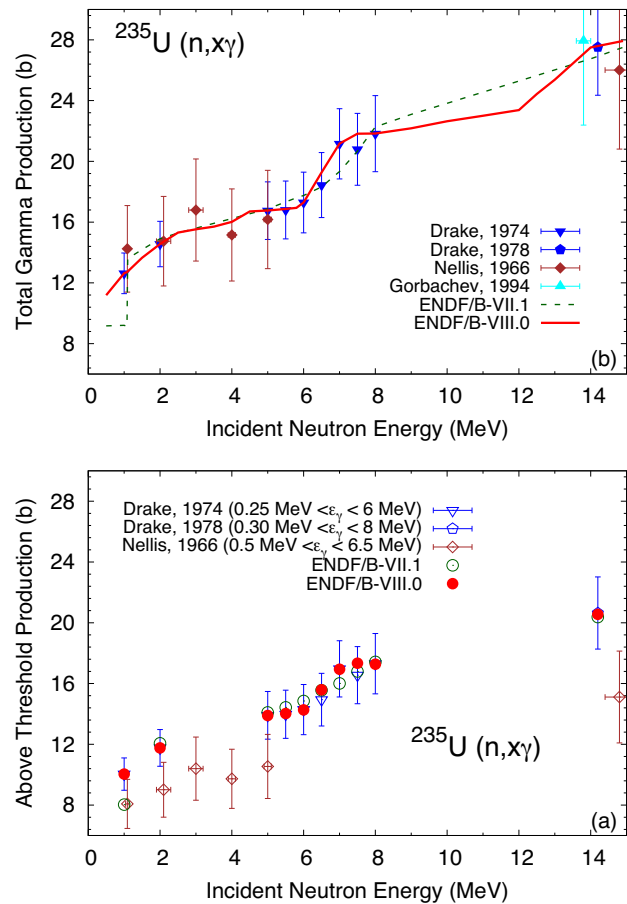 ²³⁵U (n,xγ)
Total Gamma Production (b)
28
24
20
16
12
8
Drake, 1974
Drake, 1978
Nellis, 1966
Gorbachev, 1994
ENDF/B-VII.1
ENDF/B-VIII.0
(b)
0 2 4 6 8 10 12 14
Incident Neutron Energy (MeV)
Above Threshold Production (b)
28
24
20
16
12
8
Drake, 1974 (0.25 MeV <εγ < 6 MeV)
Drake, 1978 (0.30 MeV <εγ < 8 MeV)
Nellis, 1966 (0.5 MeV <εγ < 6.5 MeV)
ENDF/B-VII.1
ENDF/B-VIII.0
²³⁵U (n,xγ)
(a)
0 2 4 6 8 10 12 14
Incident Neutron Energy (MeV)